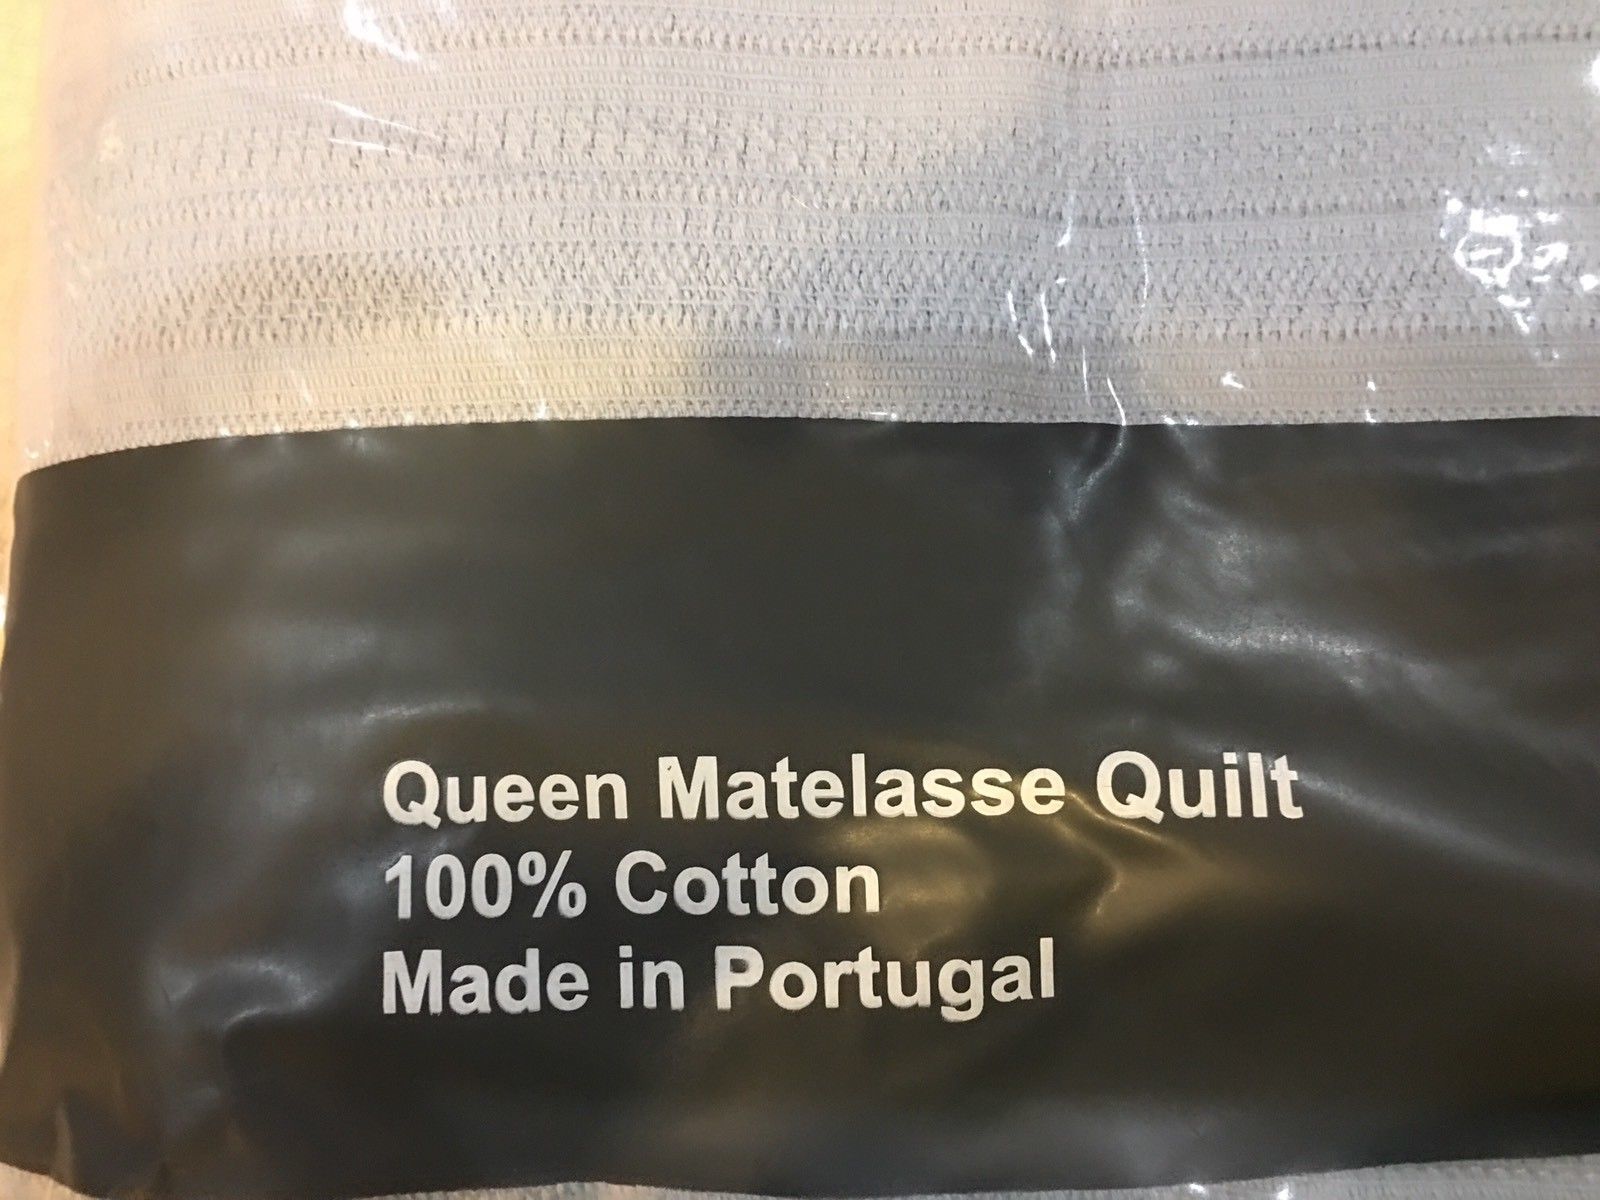 Queen Matelasse Quilt
100% Cotton
Made in Portugal